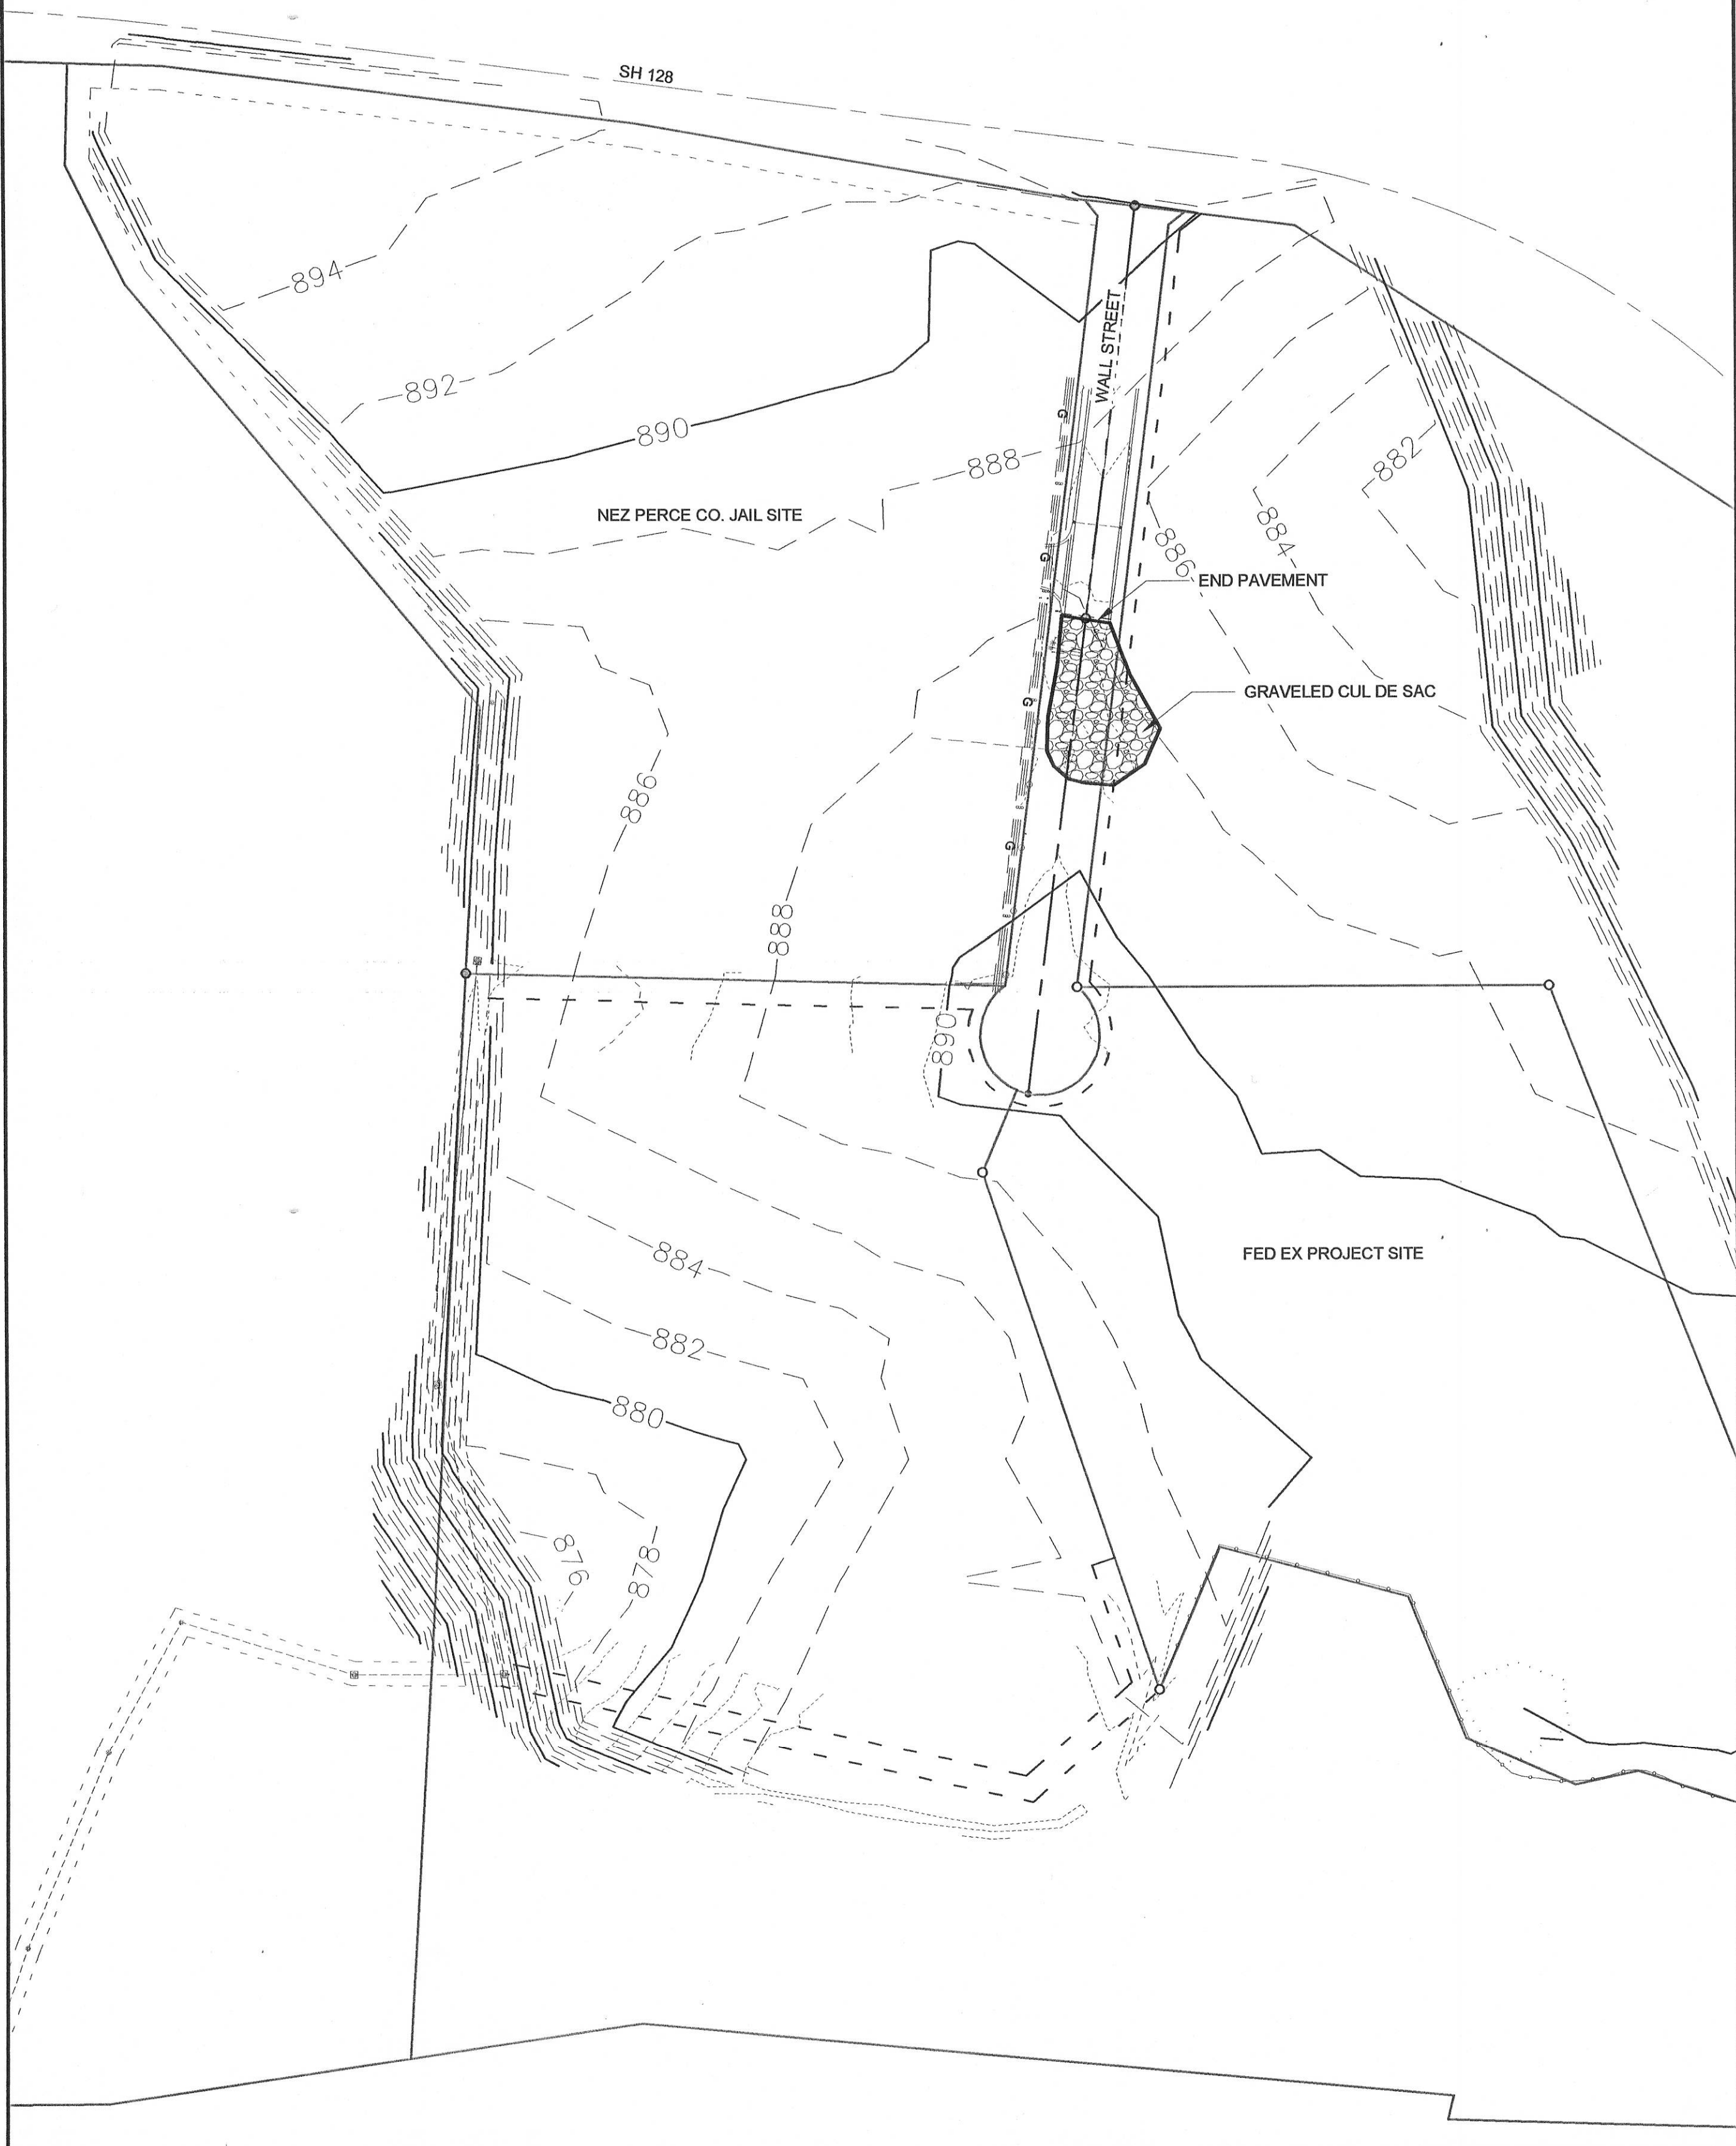 SH 128
894
WALL STREET
892
G
890
882
888
NEZ PERCE CO. JAIL SITE
884
886
G
END PAVEMENT
GRAVELED CUL DE SAC
G
886
G
888
890
FED EX PROJECT SITE
884
882
880
876
878